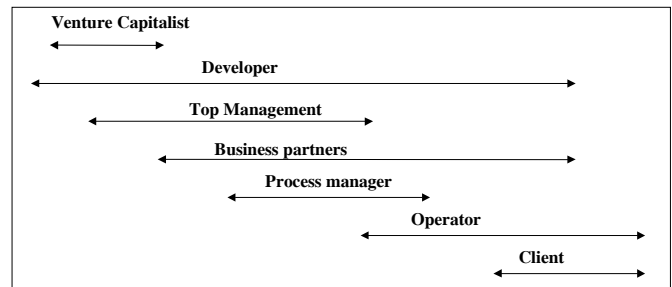 Venture Capitalist
Developer
Top Management
Business partners
Process manager
Operator
Client